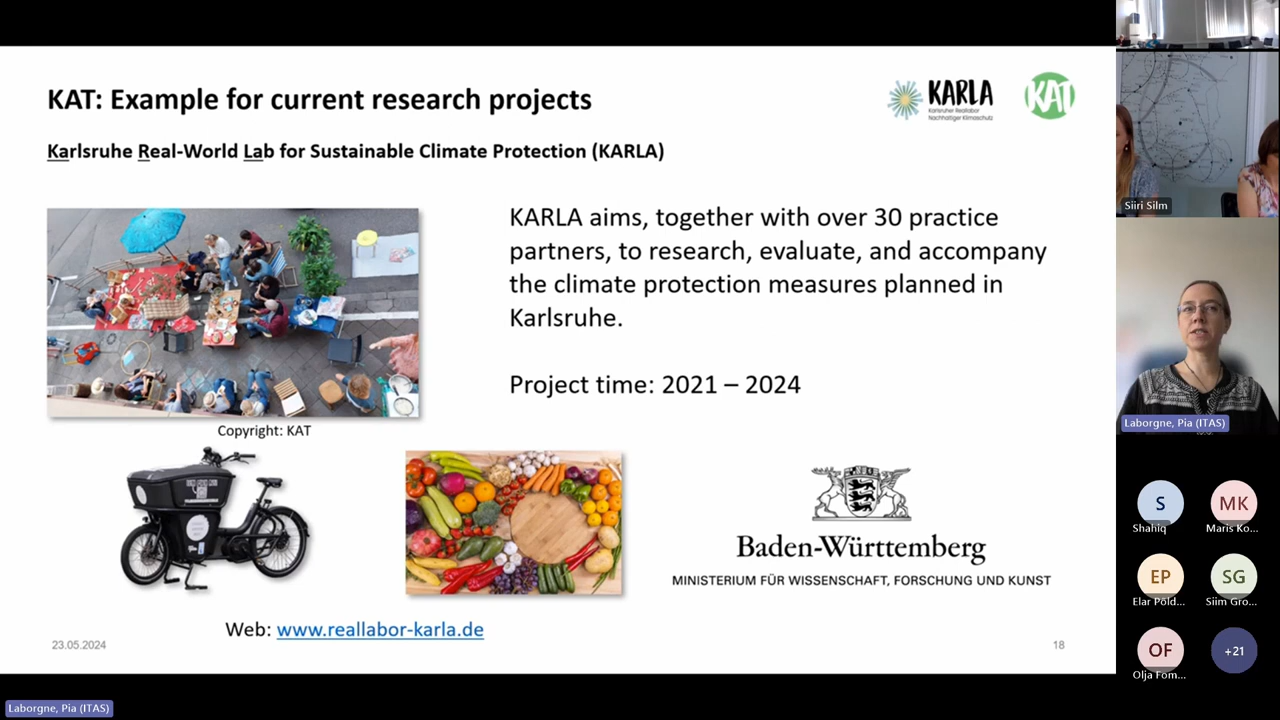 KAT: Example for current research projects
KARLA
Karlsruher Reallabor
Nachhaltiger Klimaschutz
KAT
Karlsruhe Real-World Lab for Sustainable Climate Protection (KARLA)
KARLA aims, together with over 30 practice
partners, to research, evaluate, and accompany
the climate protection measures planned in
Karlsruhe.
Project time: 2021 – 2024
Copyright: KAT
Baden-Württemberg
MINISTERIUM FÜR WISSENSCHAFT, FORSCHUNG UND KUNST
Web: www.reallabor-karla.de
23.05.2024
18
Siiri Silm
Laborgne, Pia (ITAS)
S
Shahiq
MK
Maris Ko...
EP
Elar Põld...
SG
Siim Gro...
OF
Olja Fom...
+21
Laborgne, Pia (ITAS)